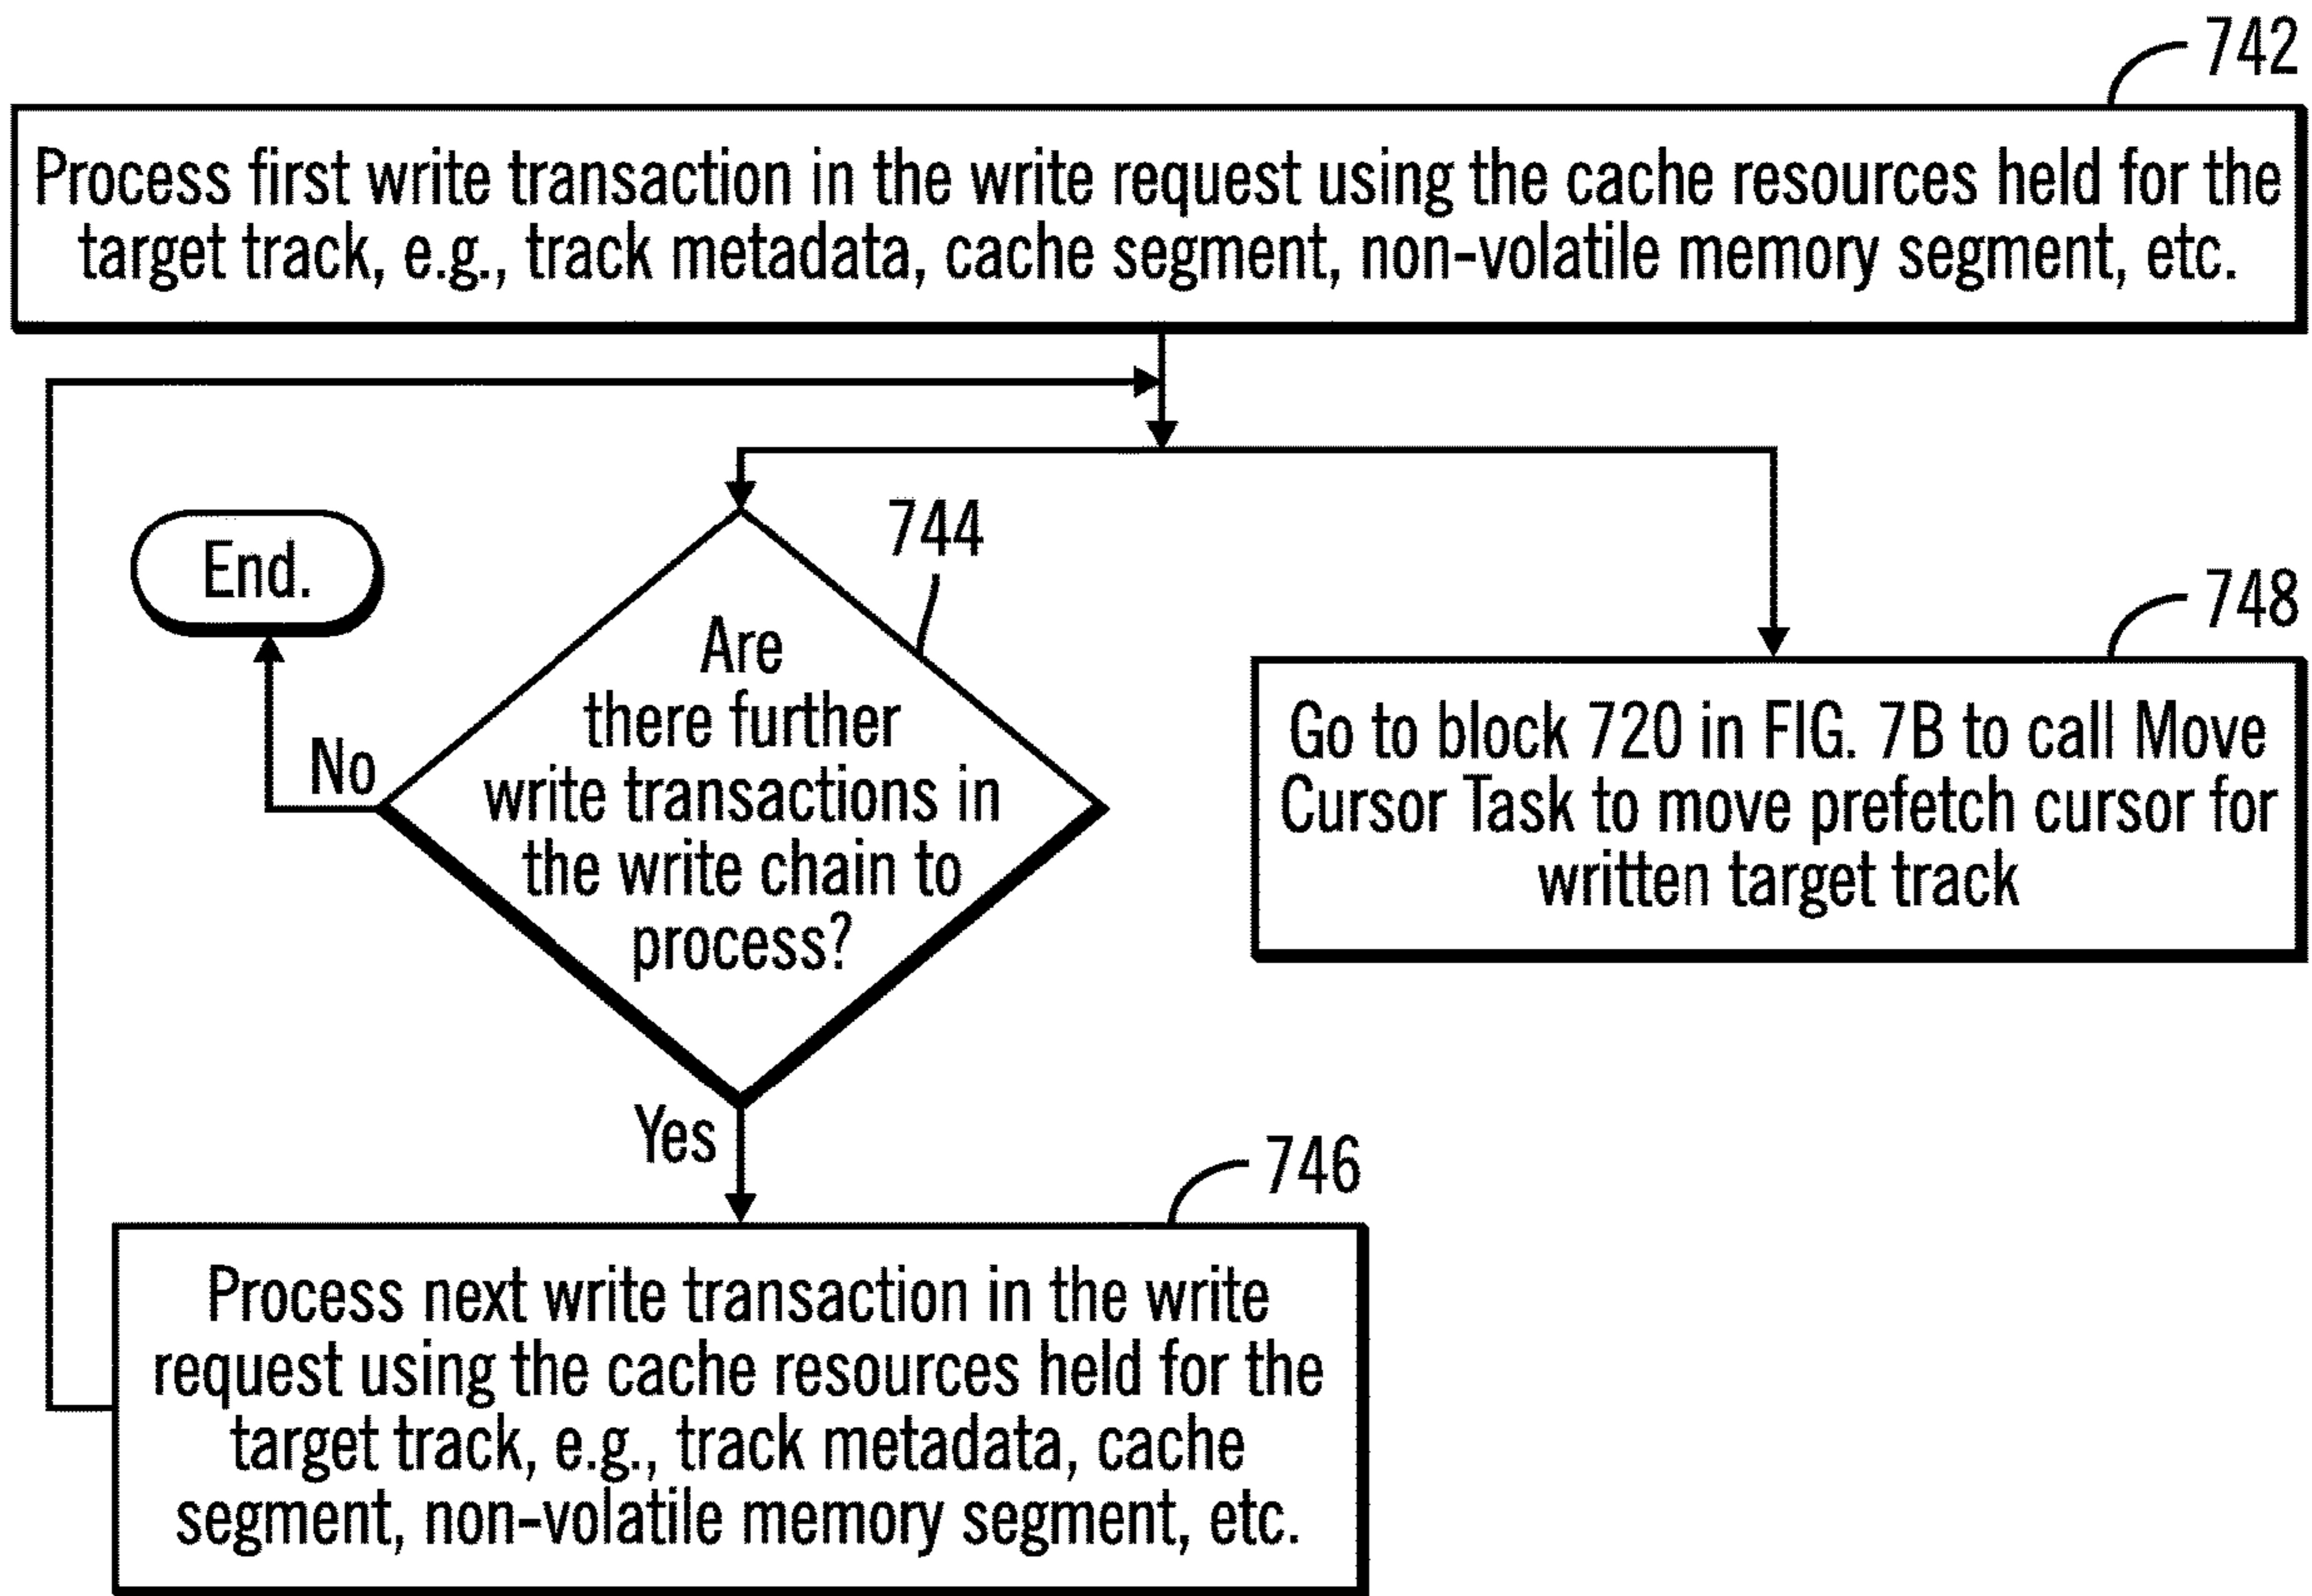 742
Process first write transaction in the write request using the cache resources held for the
target track, e.g., track metadata, cache segment, non-volatile memory segment, etc.
End.
744
Are
there further
write transactions in
the write chain to
process?
No
Yes
748
Go to block 720 in FIG. 7B to call Move
Cursor Task to move prefetch cursor for
written target track
746
Process next write transaction in the write
request using the cache resources held for the
target track, e.g., track metadata, cache
segment, non-volatile memory segment, etc.